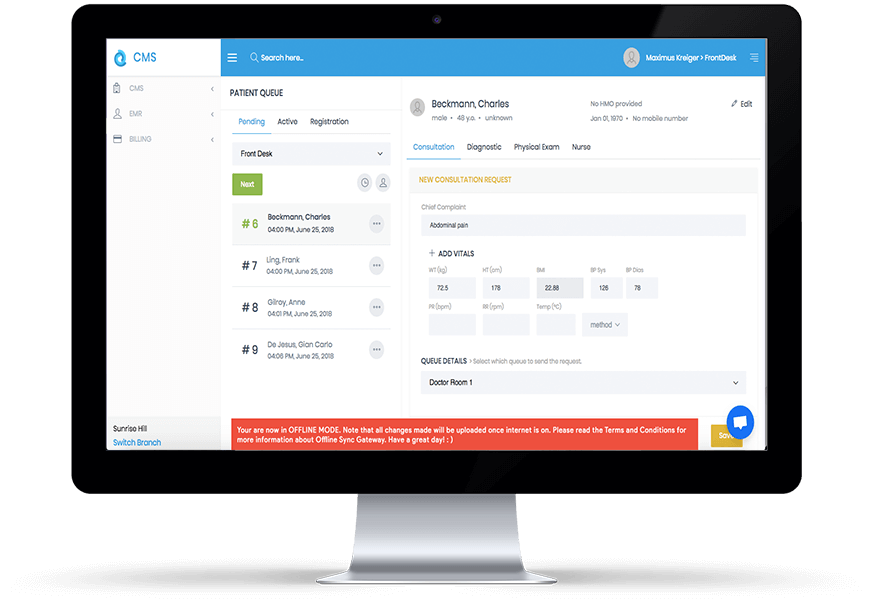 CMS
Search here...
Maximus Kreiger > FrontDesk
CMS
EMR
BILLING
Sunrise Hill
Switch Branch
PATIENT QUEUE
Pending Active Registration
Front Desk
Next
# 6 Beckmann, Charles
04:00 PM, June 25, 2018
# 7 Ling, Frank
04:00 PM, June 25, 2018
# 8 Gilroy, Anne
04:01 PM, June 25, 2018
# 9 De Jesus, Gian Carlo
04:06 PM, June 25, 2018
Beckmann, Charles
male • 48 y.o. • unknown
No HMO provided
Jan 01, 1970 • No mobile number
Edit
Consultation Diagnostic Physical Exam Nurse
NEW CONSULTATION REQUEST
Chief Complaint
Abdominal pain
+ ADD VITALS
WT (kg) HT (cm) BMI BP Sys BP Dias
72.5 178 22.88 126 78
PR (bpm) RR (rpm) Temp (ºC)
method
QUEUE DETAILS > Select which queue to send the request.
Doctor Room 1
Your are now in OFFLINE MODE. Note that all changes made will be uploaded once internet is on. Please read the Terms and Conditions for
more information about Offline Sync Gateway. Have a great day! : )